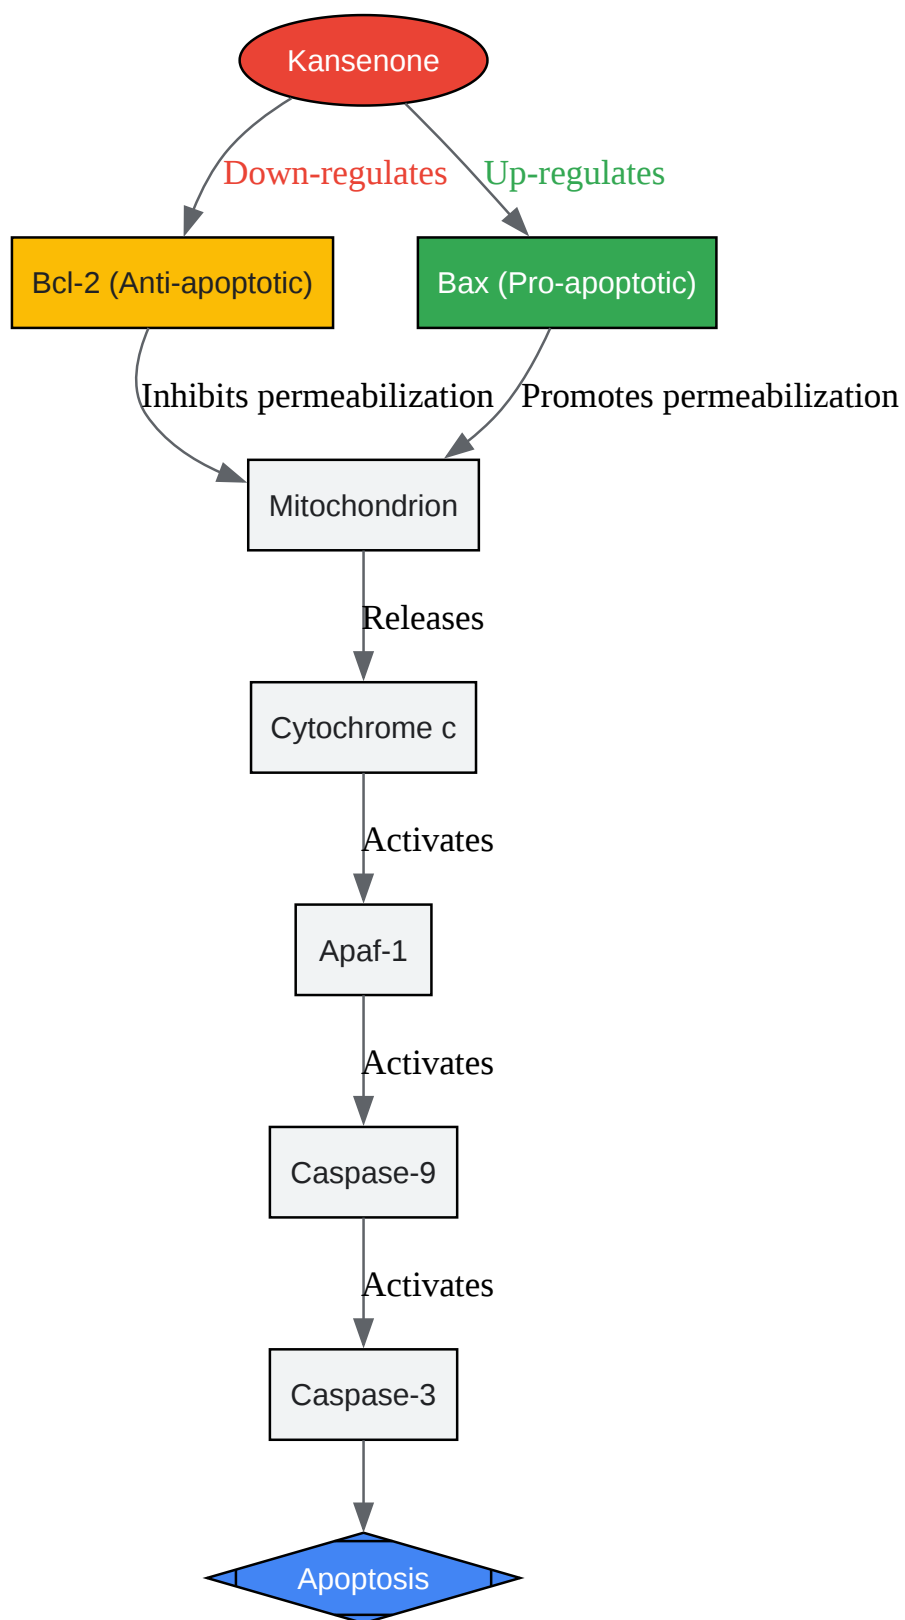 Kansenone
Down-regulates
Up-regulates
Bcl-2 (Anti-apoptotic)
Bax (Pro-apoptotic)
Inhibits permeabilization
Promotes permeabilization
Mitochondrion
Releases
Cytochrome c
Activates
Apaf-1
Activates
Caspase-9
Activates
Caspase-3
Apoptosis